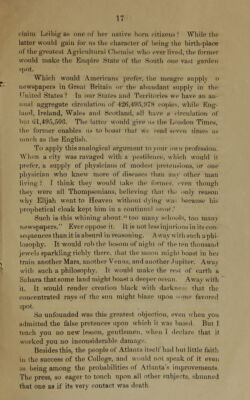 17
claim Leibig as one of her native born citizens? While the
latter would gain for us the character of being the birth-place
of the greatest Agricultural Chemist who ever lived, the former
would make the Empire State of the South one vast garden
spot.
Which would Americans prefer, the meagre supply o
newspapers in Great Britain or the abundant supply in the
United States? In our States and Territories we have an an-
nual aggregate circulation of 426,495,978 copies, while Eng-
land, Ireland, Wales and Scotland, all have a circulation of
but 61,495,503. The latter would give us the London Times,
the former enables us to boast that we read seven times as
much as the English.
To apply this analogical argument to your own profession.
When a city was ravaged with a pestilence, which would it
prefer, a supply of physicians of modest pretensions, or one
physician who knew more of diseases than any other man
living? I think they would take the former, even though
they were all Thompsonians, believing that the only reason
why Elijah went to Heaven without dying was because his
prophetical cloak kept him in a continual sweat?
Such is this whining about "too many schools, too many
newspapers." Ever oppose it. It is not less injurious in its con-
sequences than it is absurd in reasoning. Away with such a phi-
losophy. It would rob the bosom of night of the ten thousand
jewels sparkling richly there, that the moon might boast in her
train another Mars, another Venus, and another Jupiter. Away
with such a philosophy. It would make the rest of earth a
Sahara that some land might boast a deeper ocean. Away with
it. It would render creation black with darkness that the
concentrated rays of the sun might blaze upon some favored
spot.
So unfounded was this greatest objection, even when you
admitted the false premises upon which it was based. But I
teach you no new lesson, gentlemen, when I declare that it
worked you no inconsiderable damage.
Besides this, the people of Atlanta itself had but little faith
in the success of the College, and would not speak of it even
as being among the probabilities of Atlanta's improvements.
The press, so eager to touch upon all other subjects, shunned
that one as if its very contact was death